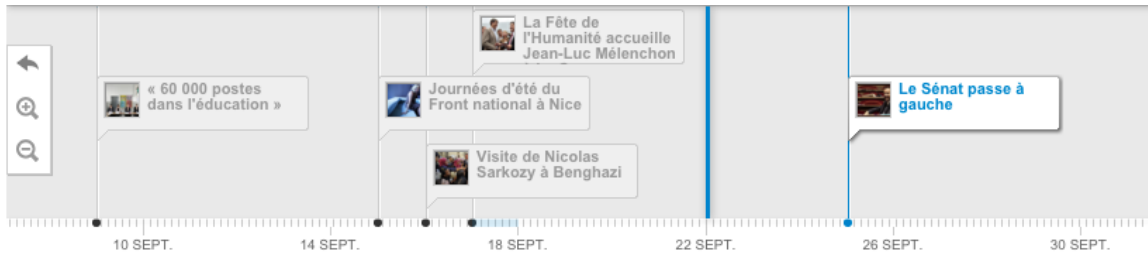 La Fête de
l'Humanité accueille
Jean-Luc Mélenchon
« 60 000 postes
dans l'éducation »
Journées d'été du
Front national à Nice
Le Sénat passe à
gauche
Visite de Nicolas
Sarkozy à Benghazi
10 SEPT.
14 SEPT.
18 SEPT.
22 SEPT.
26 SEPT.
30 SEPT.